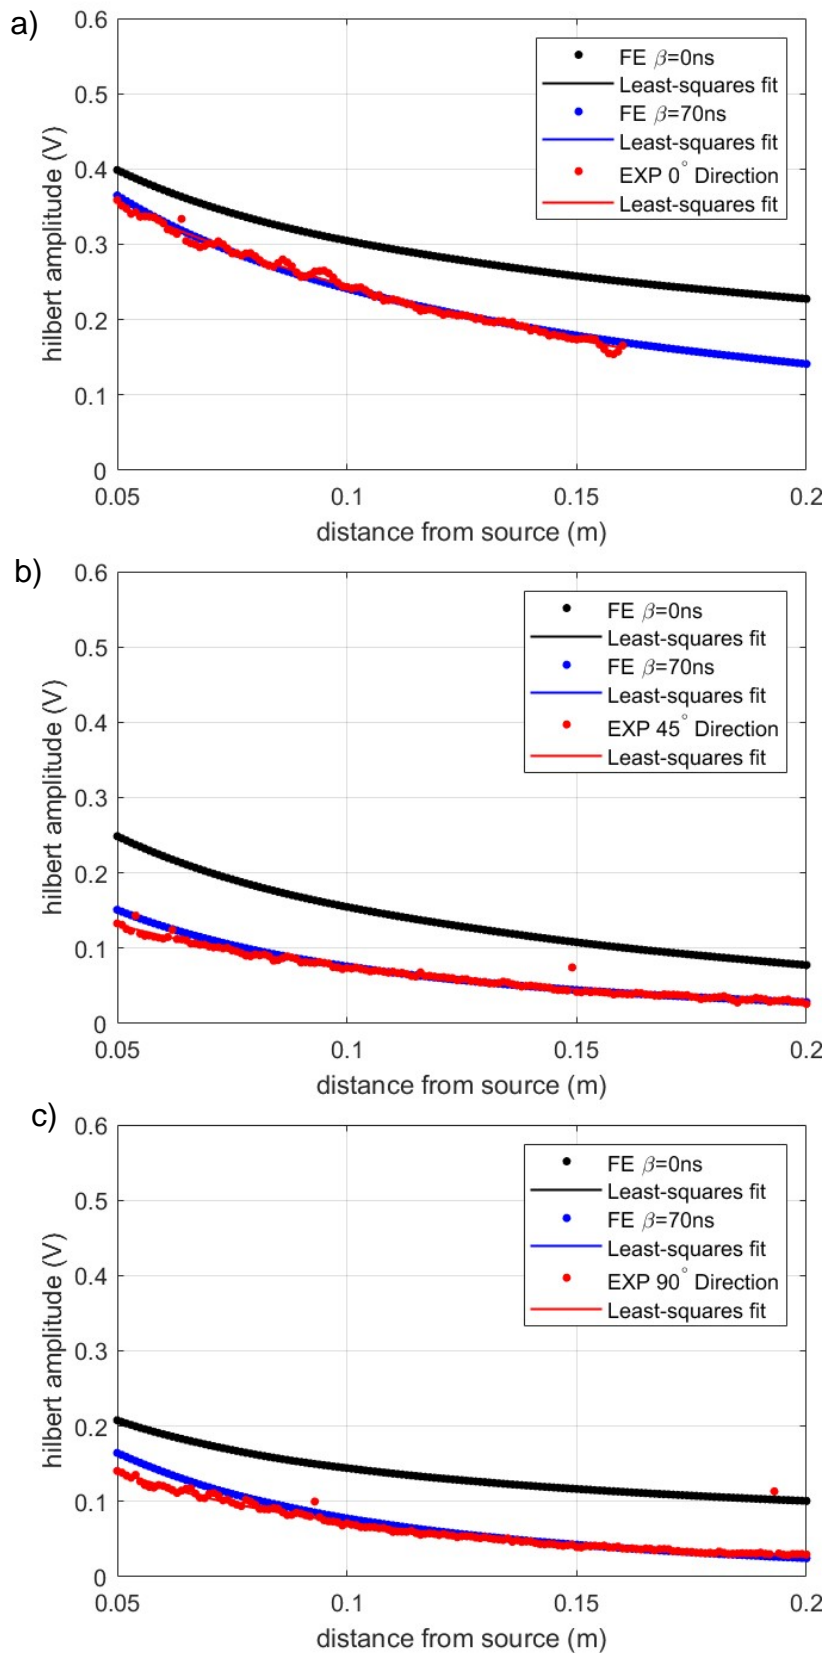 a)
0.6
0.5
0.4
0.3
0.2
0.1
0
hilbert amplitude (V)
FE β=0ns
Least-squares fit
FE β=70ns
Least-squares fit
EXP 0° Direction
Least-squares fit
0.05 0.1 0.15 0.2
distance from source (m)
b)
0.6
0.5
0.4
0.3
0.2
0.1
0
hilbert amplitude (V)
FE β=0ns
Least-squares fit
FE β=70ns
Least-squares fit
EXP 45° Direction
Least-squares fit
0.05 0.1 0.15 0.2
distance from source (m)
c)
0.6
0.5
0.4
0.3
0.2
0.1
0
hilbert amplitude (V)
FE β=0ns
Least-squares fit
FE β=70ns
Least-squares fit
EXP 90° Direction
Least-squares fit
0.05 0.1 0.15 0.2
distance from source (m)